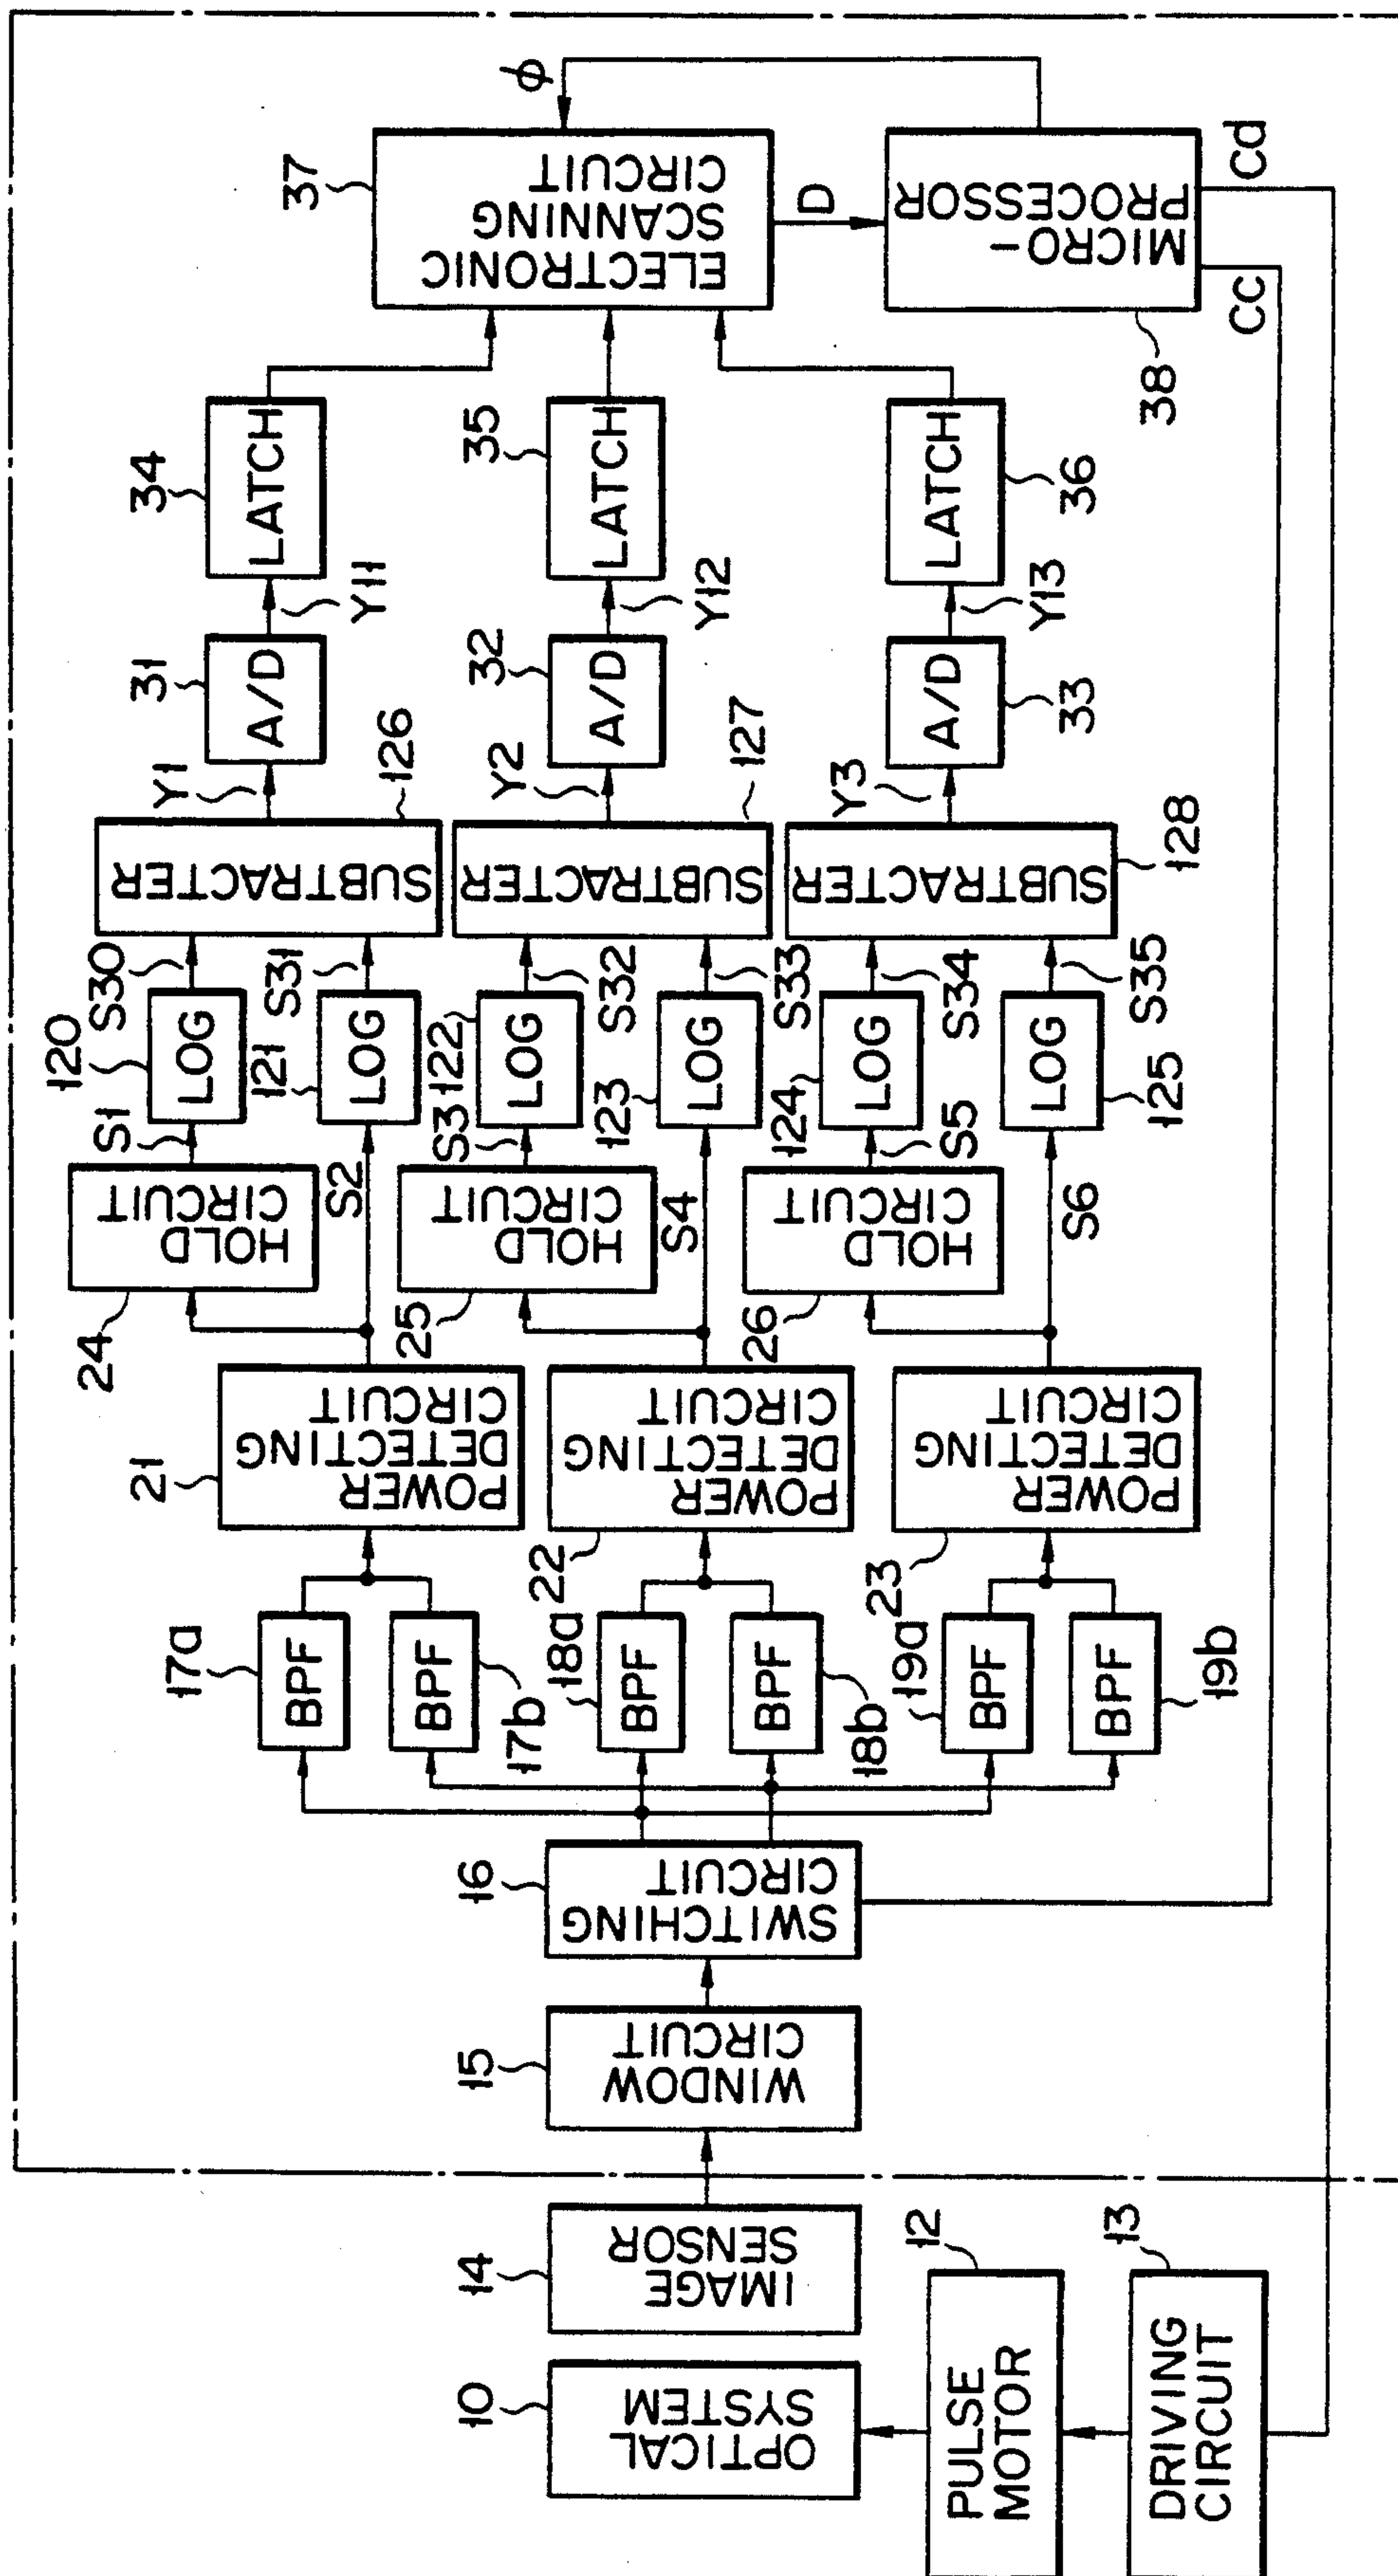 10
OPTICAL
SYSTEM
PULSE
MOTOR
12
DRIVING
CIRCUIT
13
14
IMAGE
SENSOR
15
WINDOW
CIRCUIT
16
SWITCHING
CIRCUIT
17a
BPF
BPF
17b
18a
BPF
BPF
18b
19a
BPF
BPF
19b
21
POWER
DETECTING
CIRCUIT
22
POWER
DETECTING
CIRCUIT
23
POWER
DETECTING
CIRCUIT
24
HOLD
CIRCUIT
S1
S2
25
HOLD
CIRCUIT
S3
S4
26
HOLD
CIRCUIT
S5
S6
120
LOG
S30
121
LOG
S31
122
LOG
S32
123
LOG
S33
124
LOG
S34
125
LOG
S35
SUBTRACTER
126
Y1
SUBTRACTER
127
Y2
SUBTRACTER
128
Y3
31
A/D
Y11
32
A/D
Y12
33
A/D
Y13
34
LATCH
35
LATCH
36
LATCH
37
ELECTRONIC
SCANNING
CIRCUIT
ϕ
D
MICRO-
PROCESSOR
38
Cc
Cd